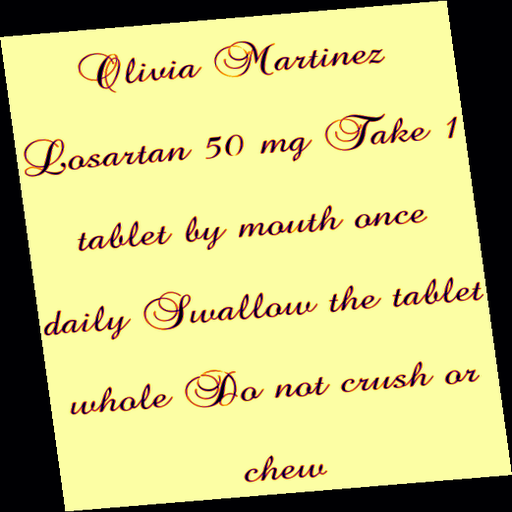 Olivia Martinez
Losartan 50 mg Take 1
tablet by mouth once
daily Swallow the tablet
whole Do not crush or
chew